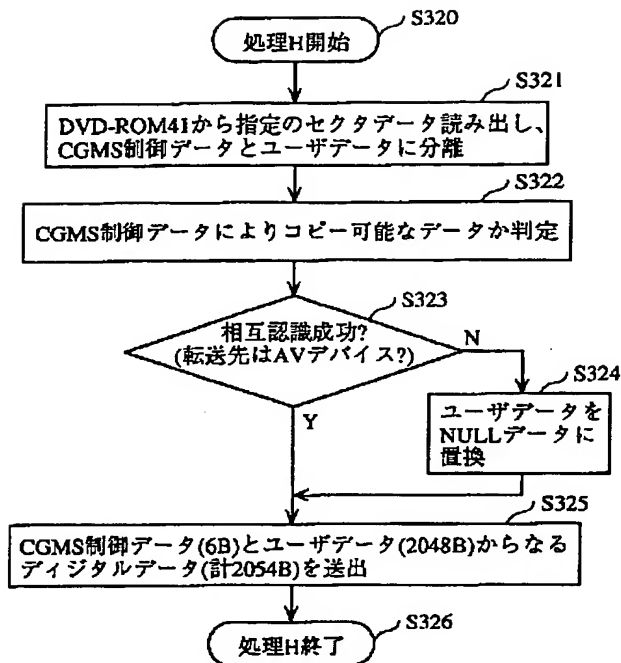 S320
処理H開始
S321
DVD-ROM41から指定のセクタデータ読み出し、
CGMS制御データとユーザデータに分離
S322
CGMS制御データによりコピー可能なデータか判定
S323
相互認識成功?
(転送先はAVデバイス?)
N
S324
ユーザデータを
NULLデータに
置換
Y
S325
CGMS制御データ(6B)とユーザデータ(2048B)からなる
ディジタルデータ(計2054B)を送出
S326
処理H終了